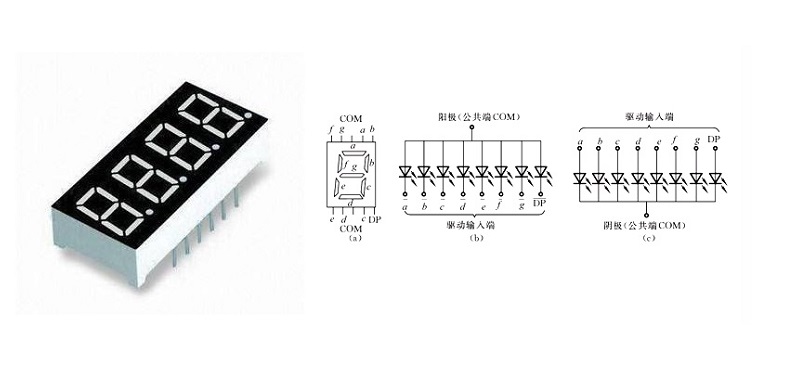 COM
f g a b
a
f g b
e c
d
e d c DP
COM
(a)
阳极(公共端COM)
a b c d e f g DP
驱动输入端
(b)
驱动输入端
a b c d e f g DP
阴极(公共端COM)
(c)